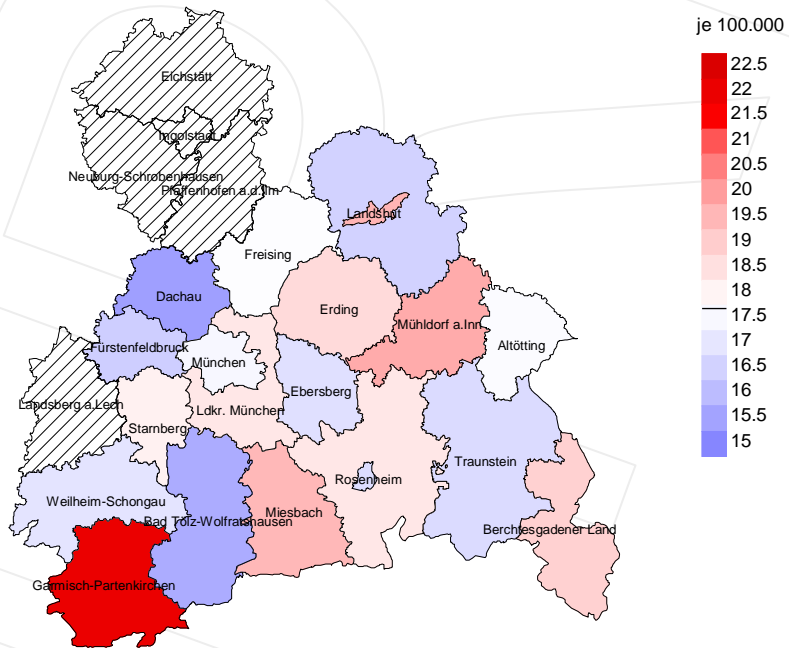 je 100.000
22.5
22
21.5
21
20.5
20
19.5
19
18.5
18
17.5
17
16.5
16
15.5
15
Eichstätt
Ingolstadt
Neuburg-Schrobenhausen
Pfaffenhofen a.d.Ilm
Landshut
Freising
Dachau
Erding
Mühldorf a.Inn
Altötting
Fürstenfeldbruck
München
Ebersberg
Landsberg a.Lech
Ldkr. München
Starnberg
Traunstein
Rosenheim
Weilheim-Schongau
Miesbach
Bad Tölz-Wolfratshausen
Berchtesgadener Land
Garmisch-Partenkirchen